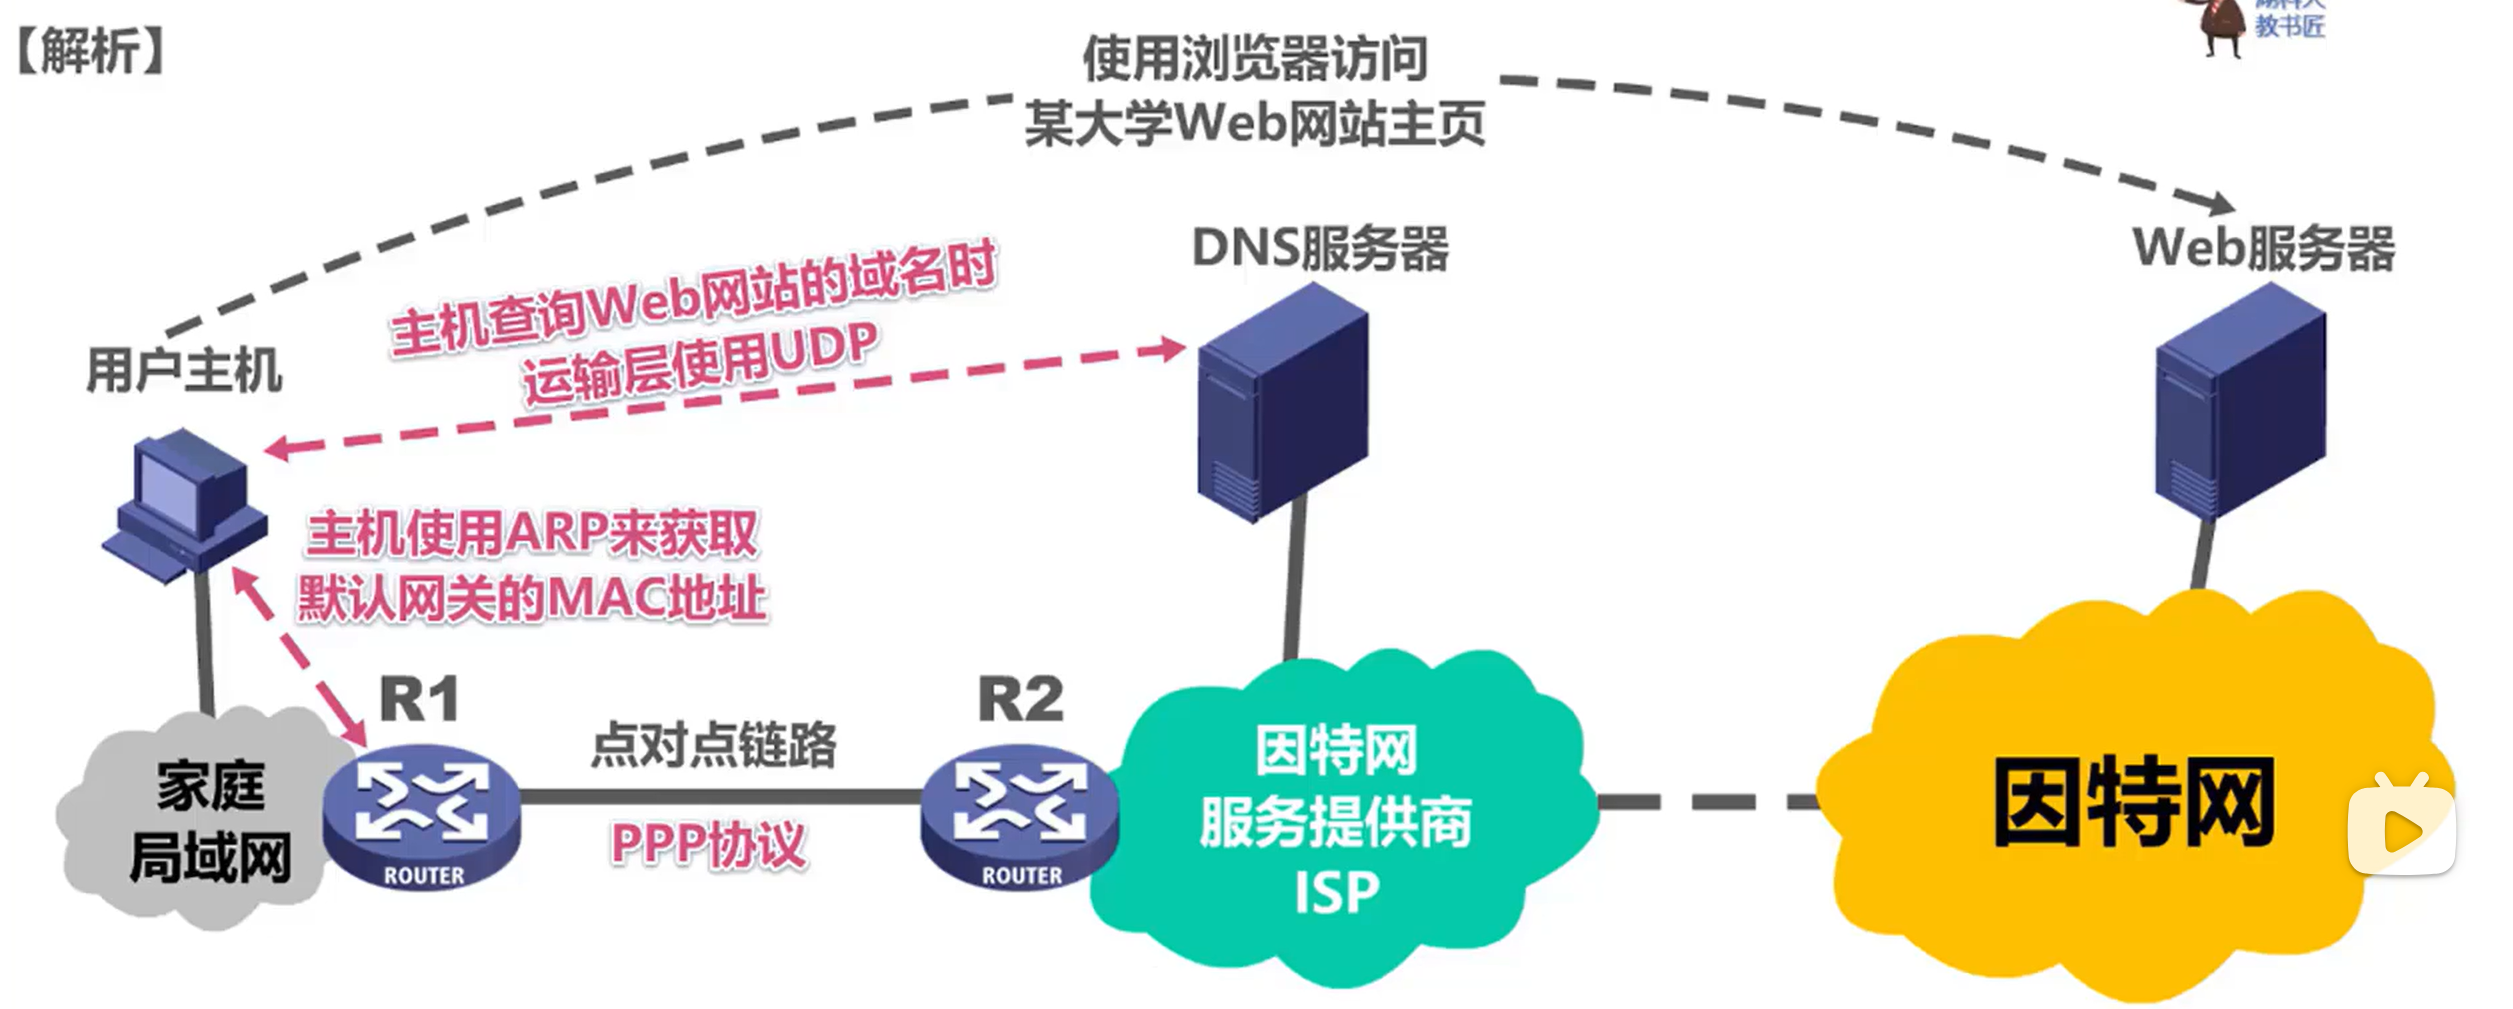 【解析】
教书匠
使用浏览器访问
某大学Web网站主页
DNS服务器
Web服务器
主机查询Web网站的域名时
运输层使用UDP
用户主机
主机使用ARP来获取
默认网关的MAC地址
R1
R2
点对点链路
PPP协议
ROUTER
ROUTER
家庭
局域网
因特网
服务提供商
ISP
因特网